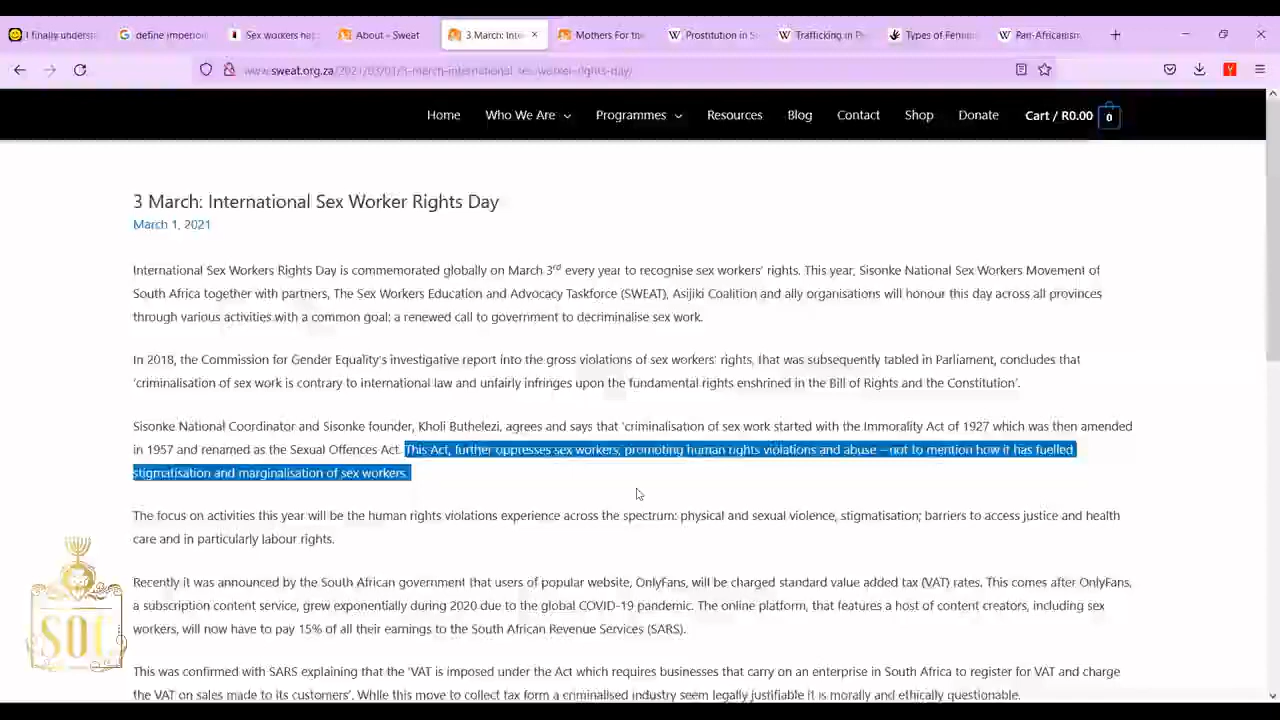 I finally underst
define imperion
Sex workers ha
About – Sweat
3 March: Inte
Mothers For the
Prostitution in S
Trafficking in P
Types of Femin
Pan-Africanism
www.sweat.org.za/2021/03/01/3-march-international-sex-worker-rights-day/
Home Who We Are Programmes Resources Blog Contact Shop Donate Cart / R0.00 0
3 March: International Sex Worker Rights Day
March 1, 2021
International Sex Workers Rights Day is commemorated globally on March 3rd every year to recognise sex workers' rights. This year, Sisonke National Sex Workers Movement of
South Africa together with partners, The Sex Workers Education and Advocacy Taskforce (SWEAT), Asijiki Coalition and ally organisations will honour this day across all provinces
through various activities with a common goal; a renewed call to government to decriminalise sex work.
In 2018, the Commission for Gender Equality's investigative report into the gross violations of sex workers' rights, that was subsequently tabled in Parliament, concludes that
'criminalisation of sex work is contrary to international law and unfairly infringes upon the fundamental rights enshrined in the Bill of Rights and the Constitution'.
Sisonke National Coordinator and Sisonke founder, Kholi Buthelezi, agrees and says that 'criminalisation of sex work started with the Immorality Act of 1927 which was then amended
in 1957 and renamed as the Sexual Offences Act. This Act, further oppresses sex workers, promoting human rights violations and abuse – not to mention how it has fuelled
stigmatisation and marginalisation of sex workers.
The focus on activities this year will be the human rights violations experience across the spectrum: physical and sexual violence, stigmatisation; barriers to access justice and health
care and in particularly labour rights.
Recently it was announced by the South African government that users of popular website, OnlyFans, will be charged standard value added tax (VAT) rates. This comes after OnlyFans,
a subscription content service, grew exponentially during 2020 due to the global COVID-19 pandemic. The online platform, that features a host of content creators, including sex
workers, will now have to pay 15% of all their earnings to the South African Revenue Services (SARS).
This was confirmed with SARS explaining that the 'VAT is imposed under the Act which requires businesses that carry on an enterprise in South Africa to register for VAT and charge
the VAT on sales made to its customers'. While this move to collect tax form a criminalised industry seem legally justifiable it is morally and ethically questionable.